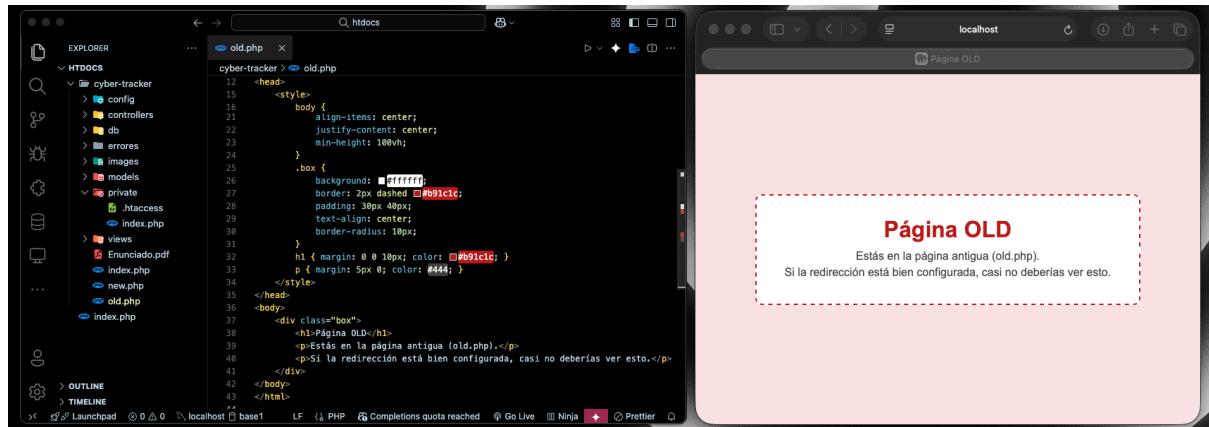 htdocs
EXPLORER
HTDOCS
cyber-tracker
config
controllers
db
errores
images
models
private
.htaccess
index.php
views
Enunciado.pdf
index.php
new.php
old.php
index.php
OUTLINE
TIMELINE
old.php
cyber-tracker > old.php
12 <head>
15 <style>
16 body {
21 align-items: center;
22 justify-content: center;
23 min-height: 100vh;
24 }
25 .box {
26 background: #ffffff;
27 border: 2px dashed #b91c1c;
28 padding: 30px 40px;
29 text-align: center;
30 border-radius: 10px;
31 }
32 h1 { margin: 0 0 10px; color: #b91c1c; }
33 p { margin: 5px 0; color: #444; }
34 </style>
35 </head>
36 <body>
37 <div class="box">
38 <h1>Página OLD</h1>
39 <p>Estás en la página antigua (old.php).</p>
40 <p>Si la redirección está bien configurada, casi no deberías ver esto.</p>
41 </div>
42 </body>
43 </html>
Launchpad 0 0 localhost base1 LF PHP Completions quota reached Go Live Ninja Prettier
localhost
Página OLD
Página OLD
Estás en la página antigua (old.php).
Si la redirección está bien configurada, casi no deberías ver esto.